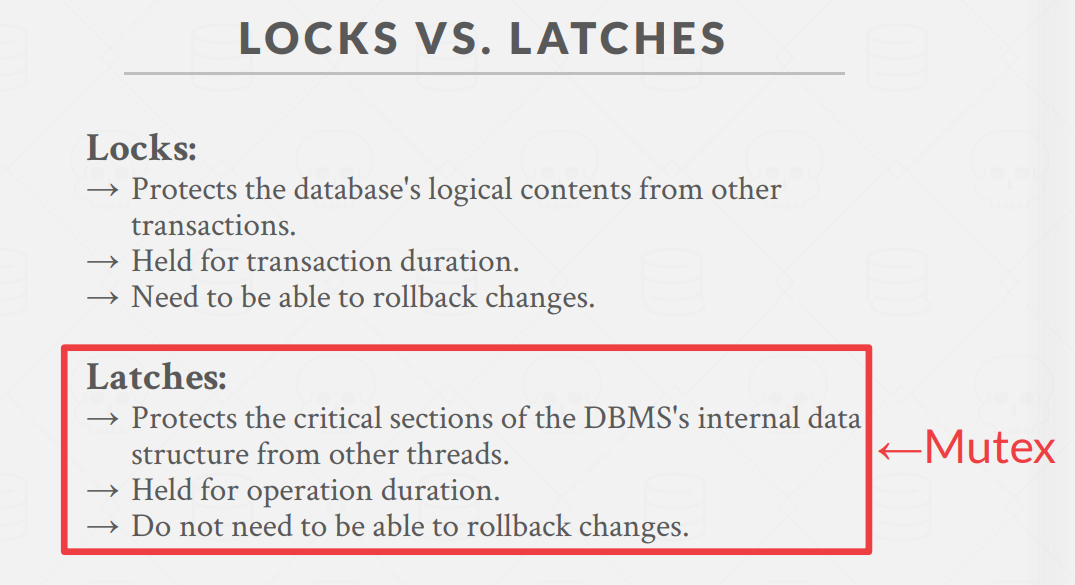 LOCKS VS. LATCHES
Locks:
→ Protects the database's logical contents from other
transactions.
→ Held for transaction duration.
→ Need to be able to rollback changes.
Latches:
→ Protects the critical sections of the DBMS's internal data
structure from other threads.
→ Held for operation duration.
→ Do not need to be able to rollback changes.
←Mutex